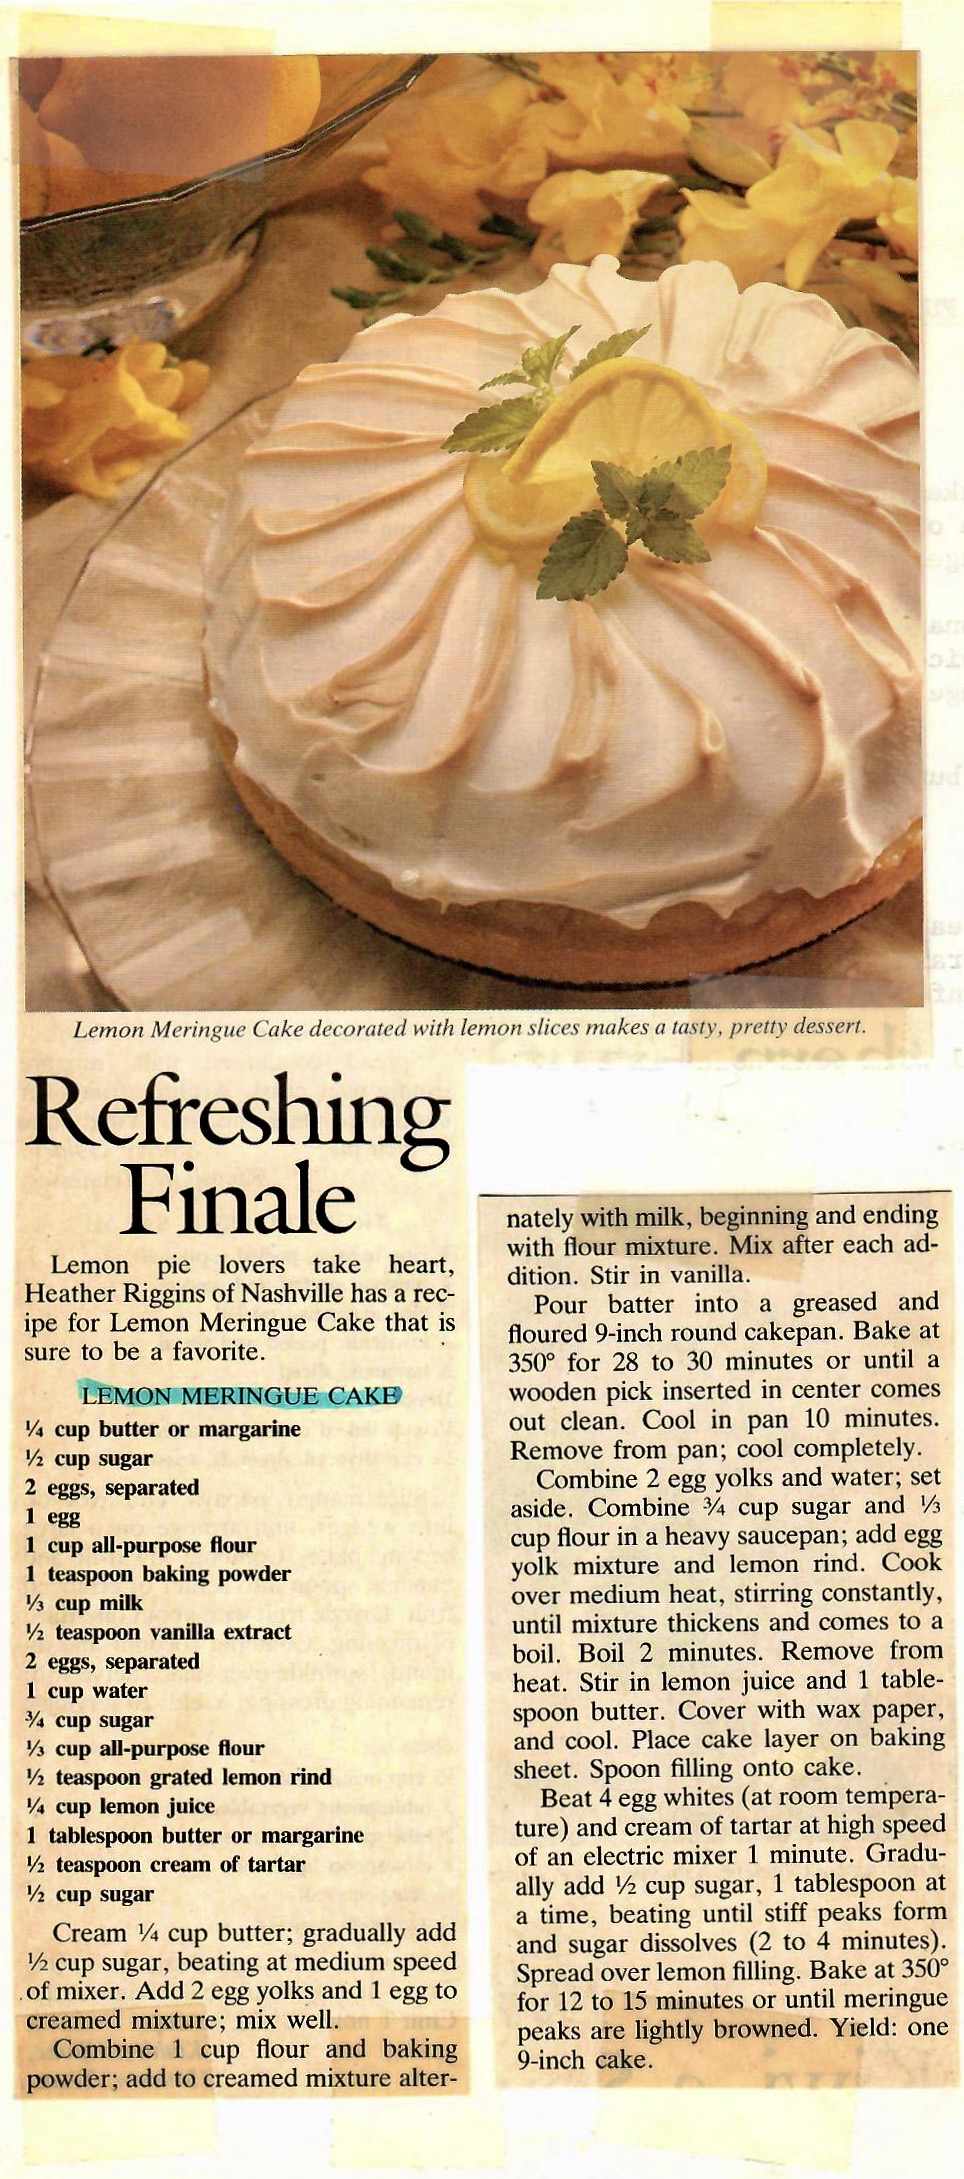 Lemon Meringue Cake decorated with lemon slices makes a tasty, pretty dessert.
Refreshing
Finale
Lemon pie lovers take heart,
Heather Riggins of Nashville has a rec-
ipe for Lemon Meringue Cake that is
sure to be a favorite.
LEMON MERINGUE CAKE
¼ cup butter or margarine
½ cup sugar
2 eggs, separated
1 egg
1 cup all-purpose flour
1 teaspoon baking powder
⅓ cup milk
½ teaspoon vanilla extract
2 eggs, separated
1 cup water
¾ cup sugar
⅓ cup all-purpose flour
½ teaspoon grated lemon rind
¼ cup lemon juice
1 tablespoon butter or margarine
½ teaspoon cream of tartar
½ cup sugar
Cream ¼ cup butter; gradually add
½ cup sugar, beating at medium speed
of mixer. Add 2 egg yolks and 1 egg to
creamed mixture; mix well.
Combine 1 cup flour and baking
powder; add to creamed mixture alter-
nately with milk, beginning and ending
with flour mixture. Mix after each ad-
dition. Stir in vanilla.
Pour batter into a greased and
floured 9-inch round cakepan. Bake at
350° for 28 to 30 minutes or until a
wooden pick inserted in center comes
out clean. Cool in pan 10 minutes.
Remove from pan; cool completely.
Combine 2 egg yolks and water; set
aside. Combine ¾ cup sugar and ⅓
cup flour in a heavy saucepan; add egg
yolk mixture and lemon rind. Cook
over medium heat, stirring constantly,
until mixture thickens and comes to a
boil. Boil 2 minutes. Remove from
heat. Stir in lemon juice and 1 table-
spoon butter. Cover with wax paper,
and cool. Place cake layer on baking
sheet. Spoon filling onto cake.
Beat 4 egg whites (at room tempera-
ture) and cream of tartar at high speed
of an electric mixer 1 minute. Gradu-
ally add ½ cup sugar, 1 tablespoon at
a time, beating until stiff peaks form
and sugar dissolves (2 to 4 minutes).
Spread over lemon filling. Bake at 350°
for 12 to 15 minutes or until meringue
peaks are lightly browned. Yield: one
9-inch cake.